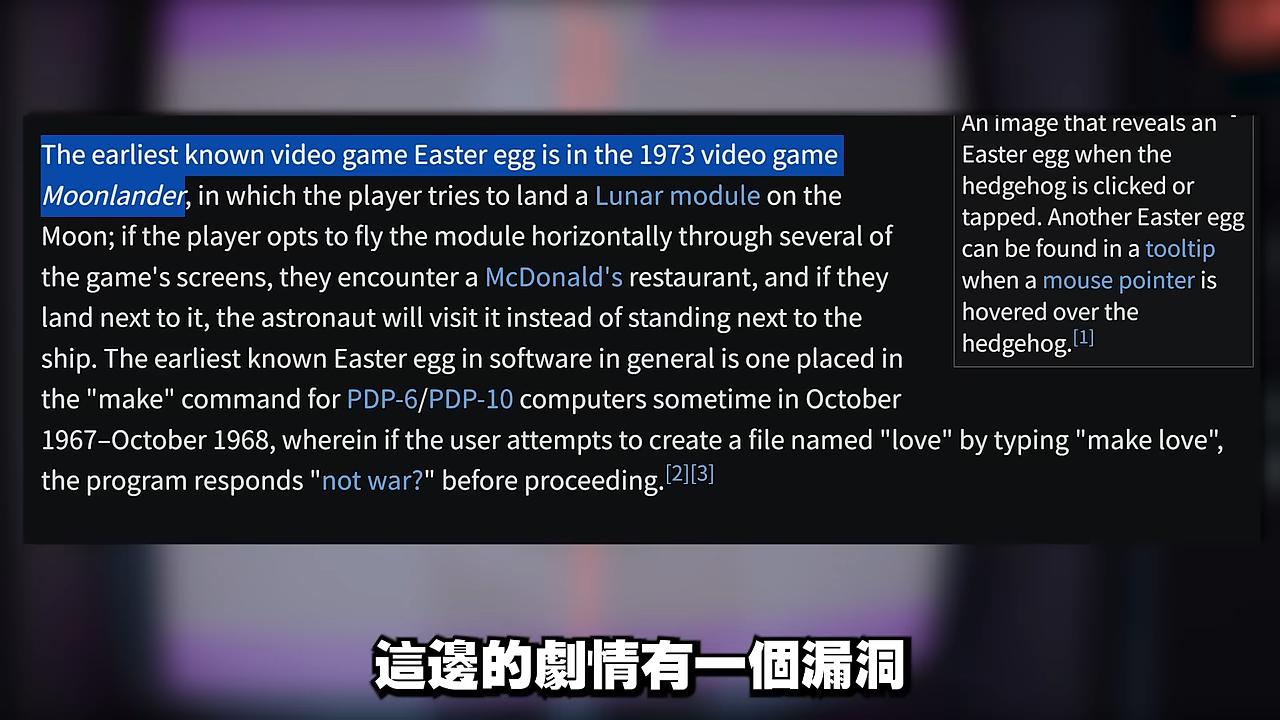 The earliest known video game Easter egg is in the 1973 video game
Moonlander, in which the player tries to land a Lunar module on the
Moon; if the player opts to fly the module horizontally through several of
the game's screens, they encounter a McDonald's restaurant, and if they
land next to it, the astronaut will visit it instead of standing next to the
ship. The earliest known Easter egg in software in general is one placed in
the "make" command for PDP-6/PDP-10 computers sometime in October
1967–October 1968, wherein if the user attempts to create a file named "love" by typing "make love",
the program responds "not war?" before proceeding.[2][3]
An image that reveals an
Easter egg when the
hedgehog is clicked or
tapped. Another Easter egg
can be found in a tooltip
when a mouse pointer is
hovered over the
hedgehog.[1]
這邊的劇情有一個漏洞